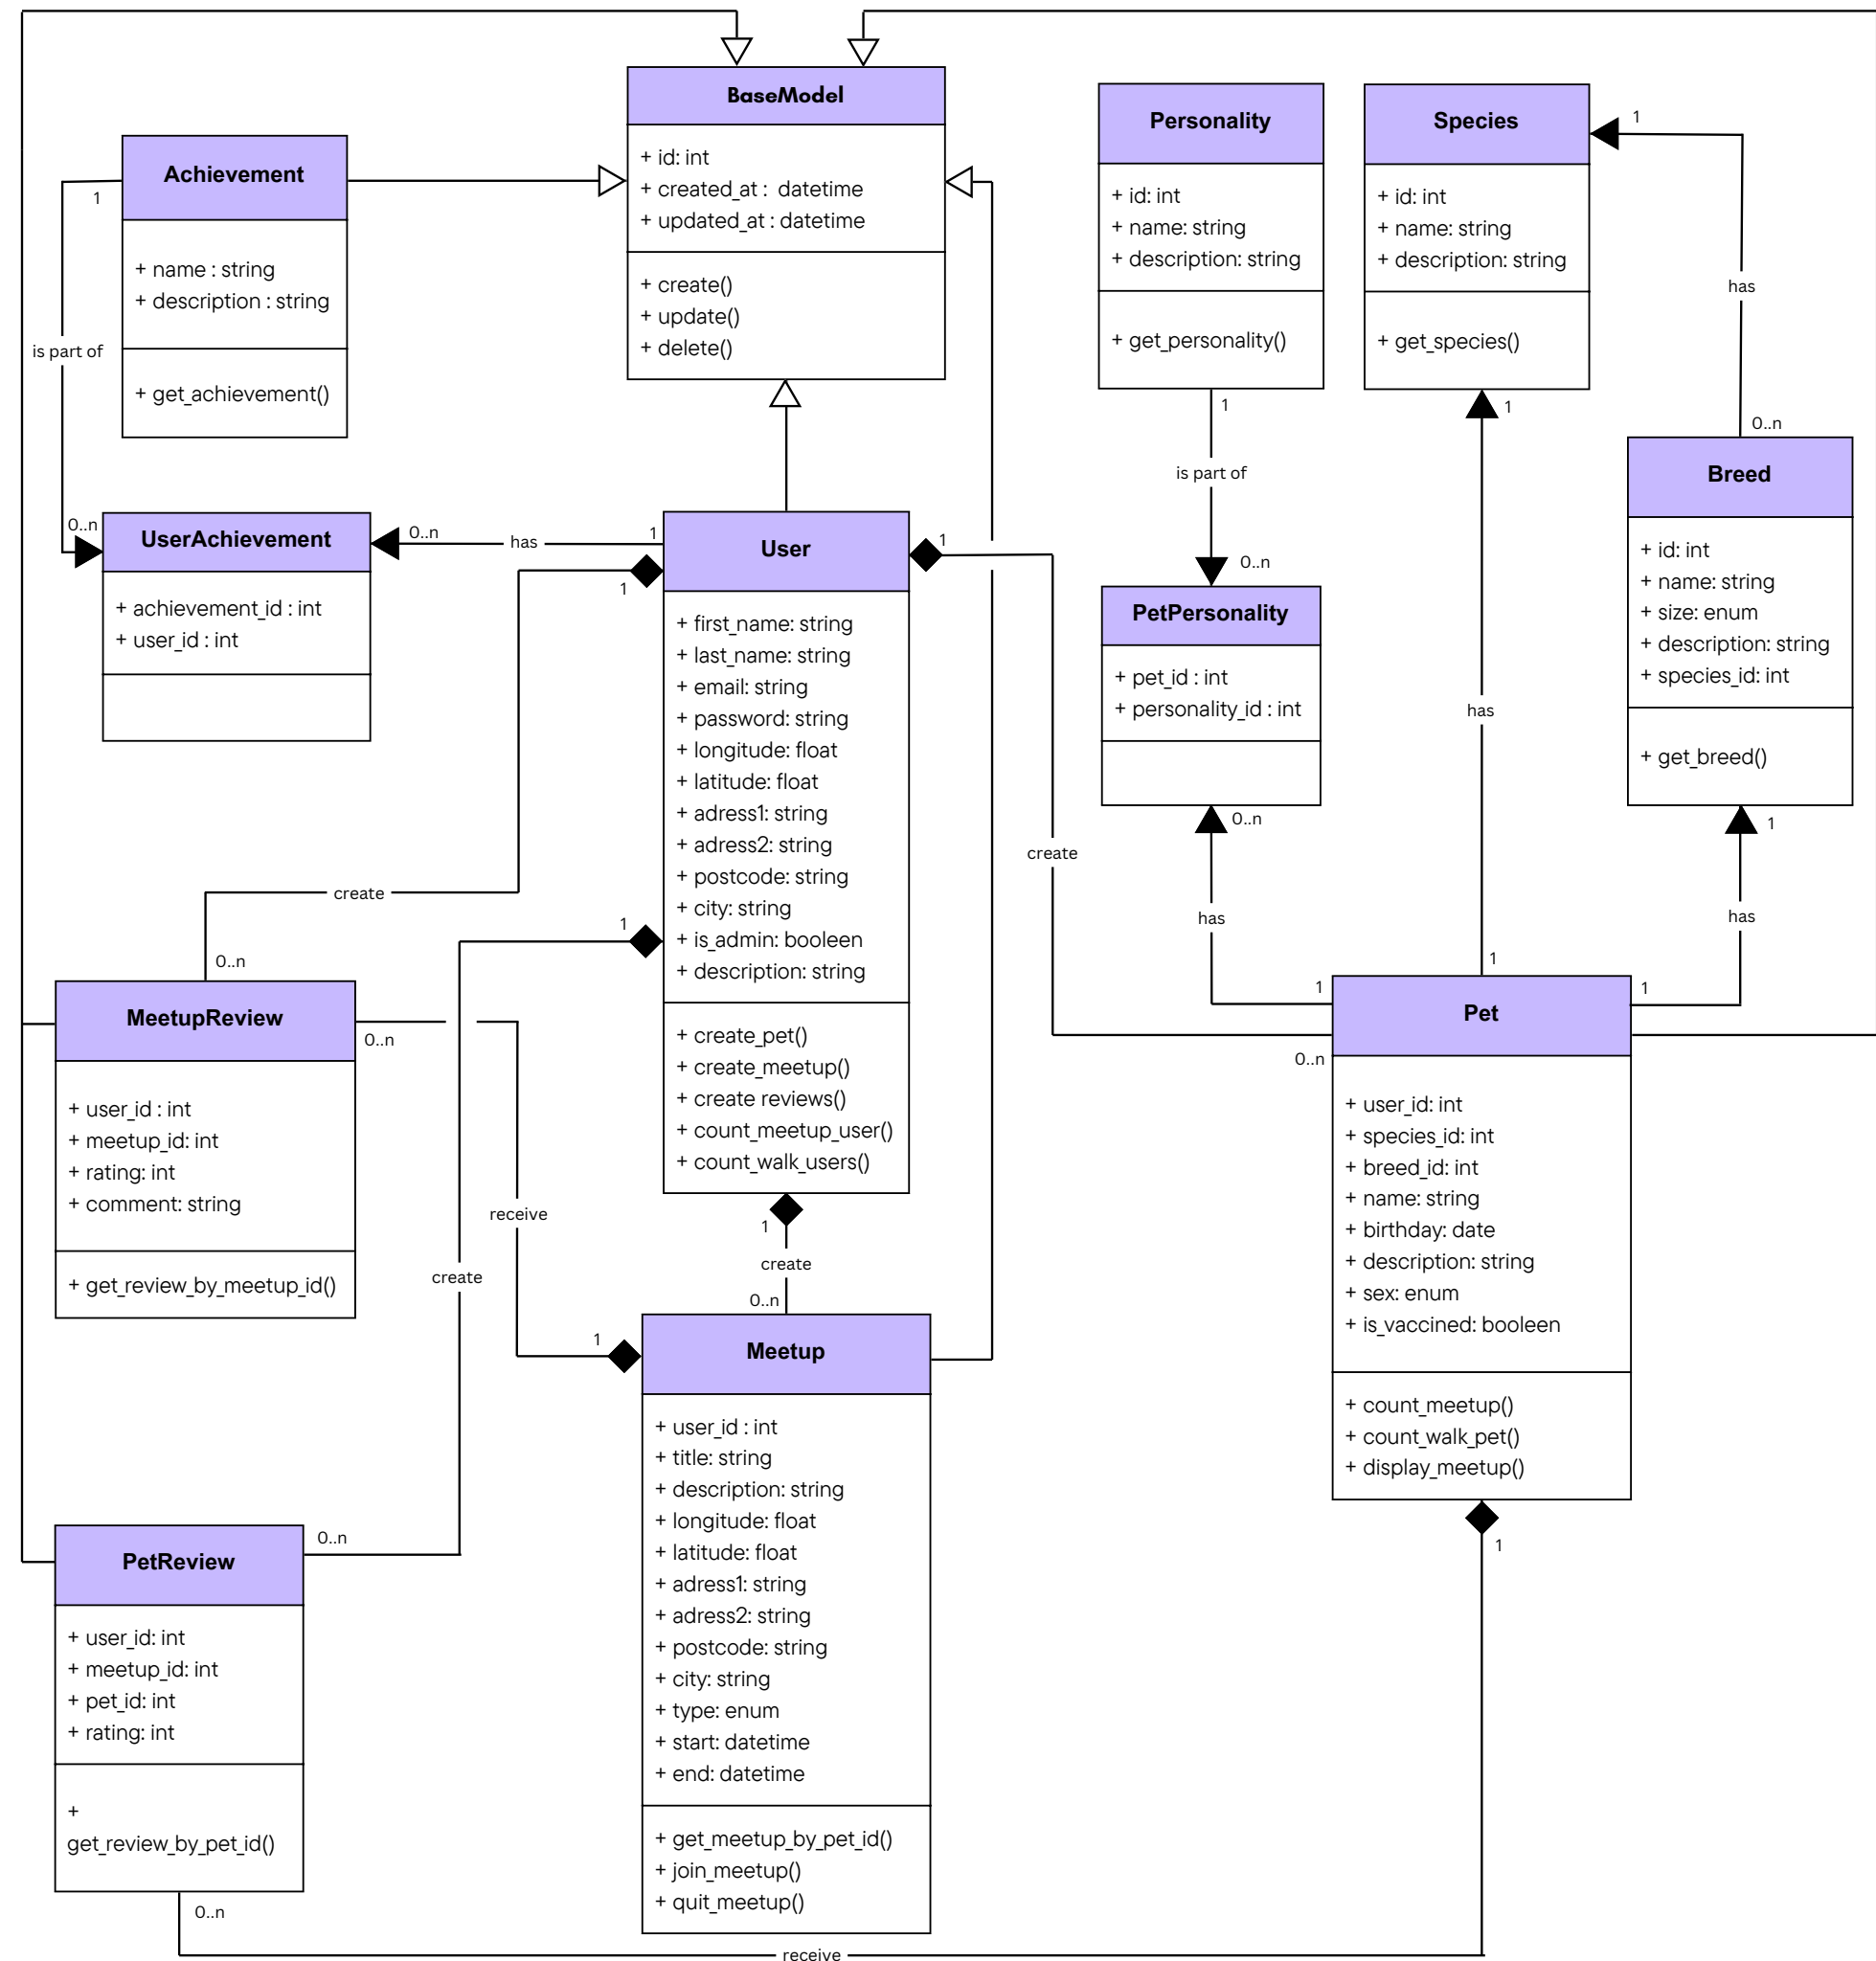 BaseModel
+ id: int
+ created_at : datetime
+ updated_at : datetime
+ create()
+ update()
+ delete()
Personality
+ id: int
+ name: string
+ description: string
+ get_personality()
1
is part of
0..n
Species
+ id: int
+ name: string
+ description: string
+ get_species()
1
has
0..n
1
has
1
Achievement
+ name : string
+ description : string
+ get_achievement()
1
is part of
0..n
Breed
+ id: int
+ name: string
+ size: enum
+ description: string
+ species_id: int
+ get_breed()
1
has
1
UserAchievement
+ achievement_id : int
+ user_id : int
0..n
has
1
User
+ first_name: string
+ last_name: string
+ email: string
+ password: string
+ longitude: float
+ latitude: float
+ adress1: string
+ adress2: string
+ postcode: string
+ city: string
+ is_admin: booleen
+ description: string
+ create_pet()
+ create_meetup()
+ create reviews()
+ count_meetup_user()
+ count_walk_users()
1
create
0..n
1
create
0..n
1
create
0..n
1
create
0..n
PetPersonality
+ pet_id : int
+ personality_id : int
0..n
has
1
MeetupReview
+ user_id : int
+ meetup_id: int
+ rating: int
+ comment: string
+ get_review_by_meetup_id()
0..n
receive
1
Pet
+ user_id: int
+ species_id: int
+ breed_id: int
+ name: string
+ birthday: date
+ description: string
+ sex: enum
+ is_vaccined: booleen
+ count_meetup()
+ count_walk_pet()
+ display_meetup()
1
Meetup
+ user_id : int
+ title: string
+ description: string
+ longitude: float
+ latitude: float
+ adress1: string
+ adress2: string
+ postcode: string
+ city: string
+ type: enum
+ start: datetime
+ end: datetime
+ get_meetup_by_pet_id()
+ join_meetup()
+ quit_meetup()
PetReview
+ user_id: int
+ meetup_id: int
+ pet_id: int
+ rating: int
+
get_review_by_pet_id()
0..n
receive